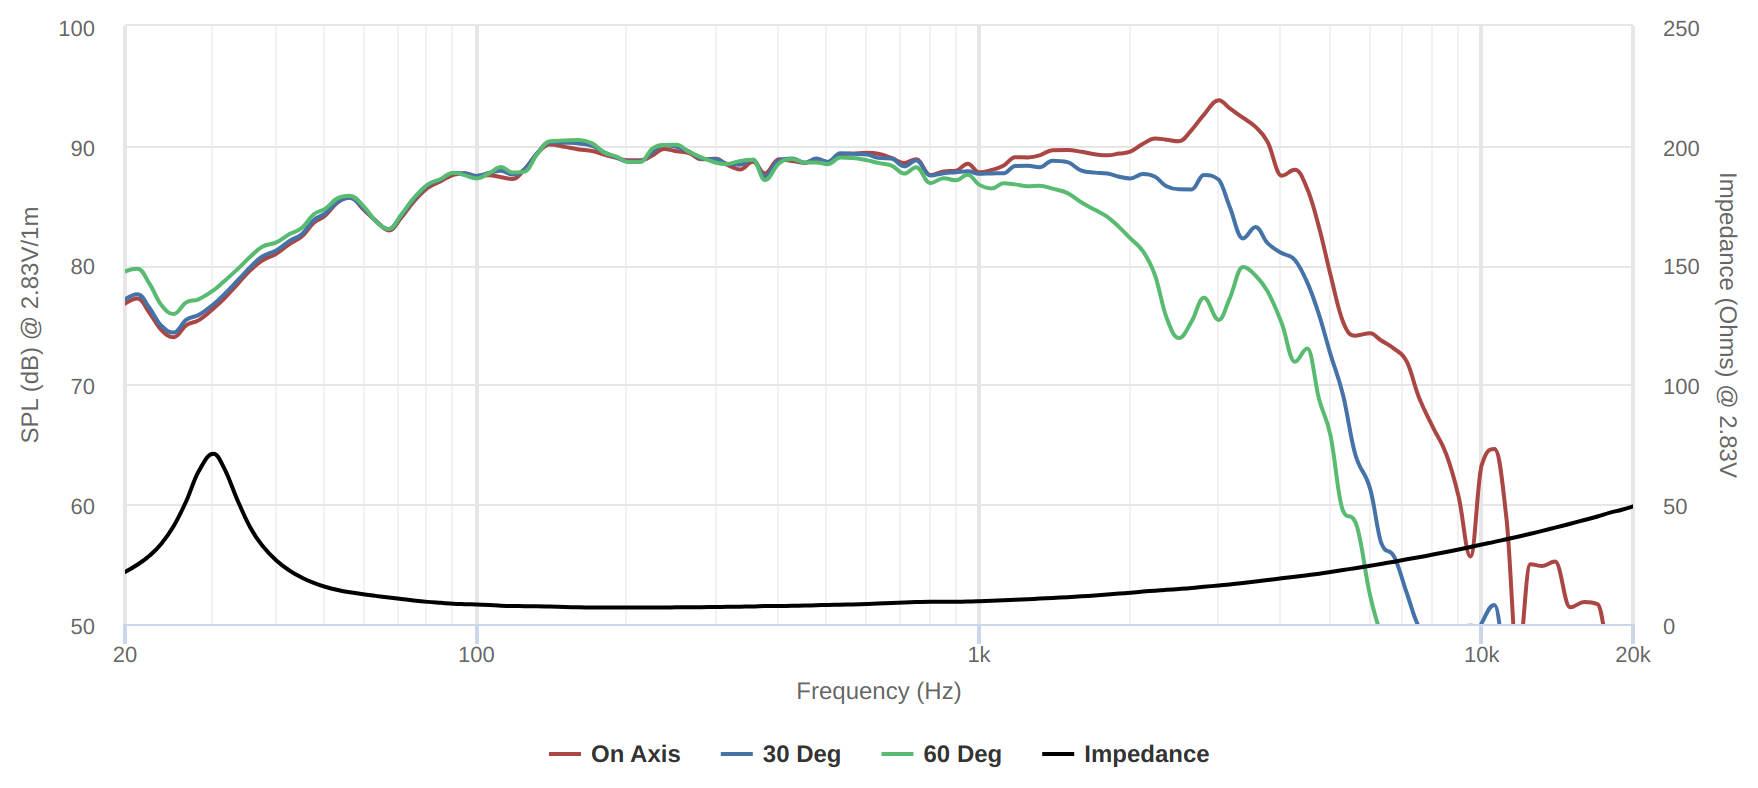 100
90
80
70
60
50
SPL (dB) @ 2.83V/1m
250
200
150
100
50
0
Impedance (Ohms) @ 2.83V
20
100
1k
10k
20k
Frequency (Hz)
On Axis
30 Deg
60 Deg
Impedance